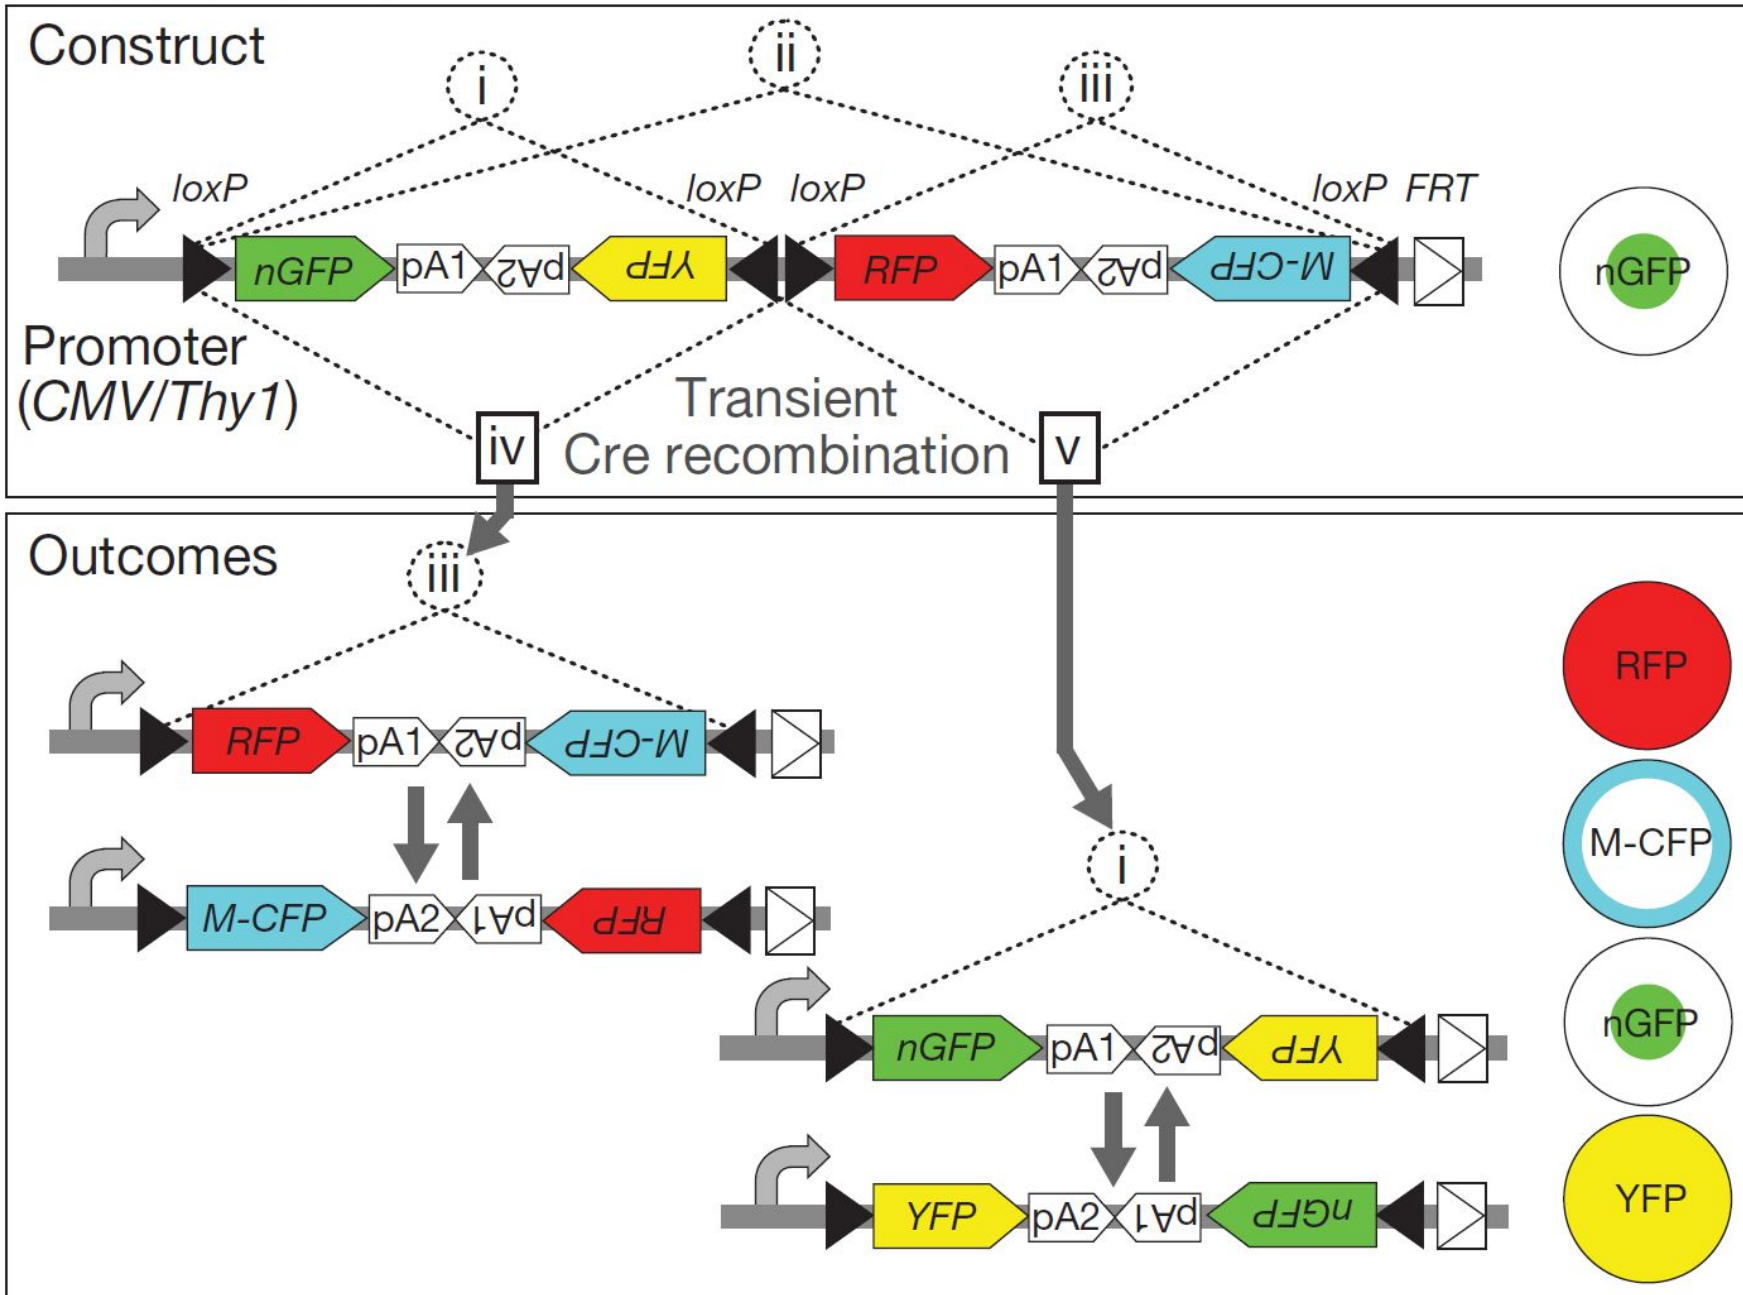 Construct
i
ii
iii
loxP
loxP
loxP
loxP
FRT
nGFP
pA1
pA2
YFP
RFP
pA1
pA2
M-CFP
nGFP
Promoter
(CMV/Thy1)
iv
Transient
Cre recombination
v
Outcomes
iii
RFP
pA1
pA2
M-CFP
M-CFP
pA2
pA1
RFP
i
nGFP
pA1
pA2
YFP
YFP
pA2
pA1
nGFP
RFP
M-CFP
nGFP
YFP